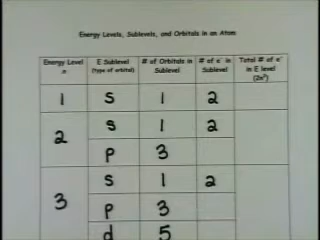 Energy Levels, Sublevels, and Orbitals in an Atom
Energy Level n | E Sublevel (type of orbital) | # of Orbitals in Sublevel | # of e⁻ in Sublevel | Total # of e⁻ in E level (2n²)
1 | s | 1 | 2
2 | s | 1 | 2
p | 3
3 | s | 1 | 2
p | 3
d | 5